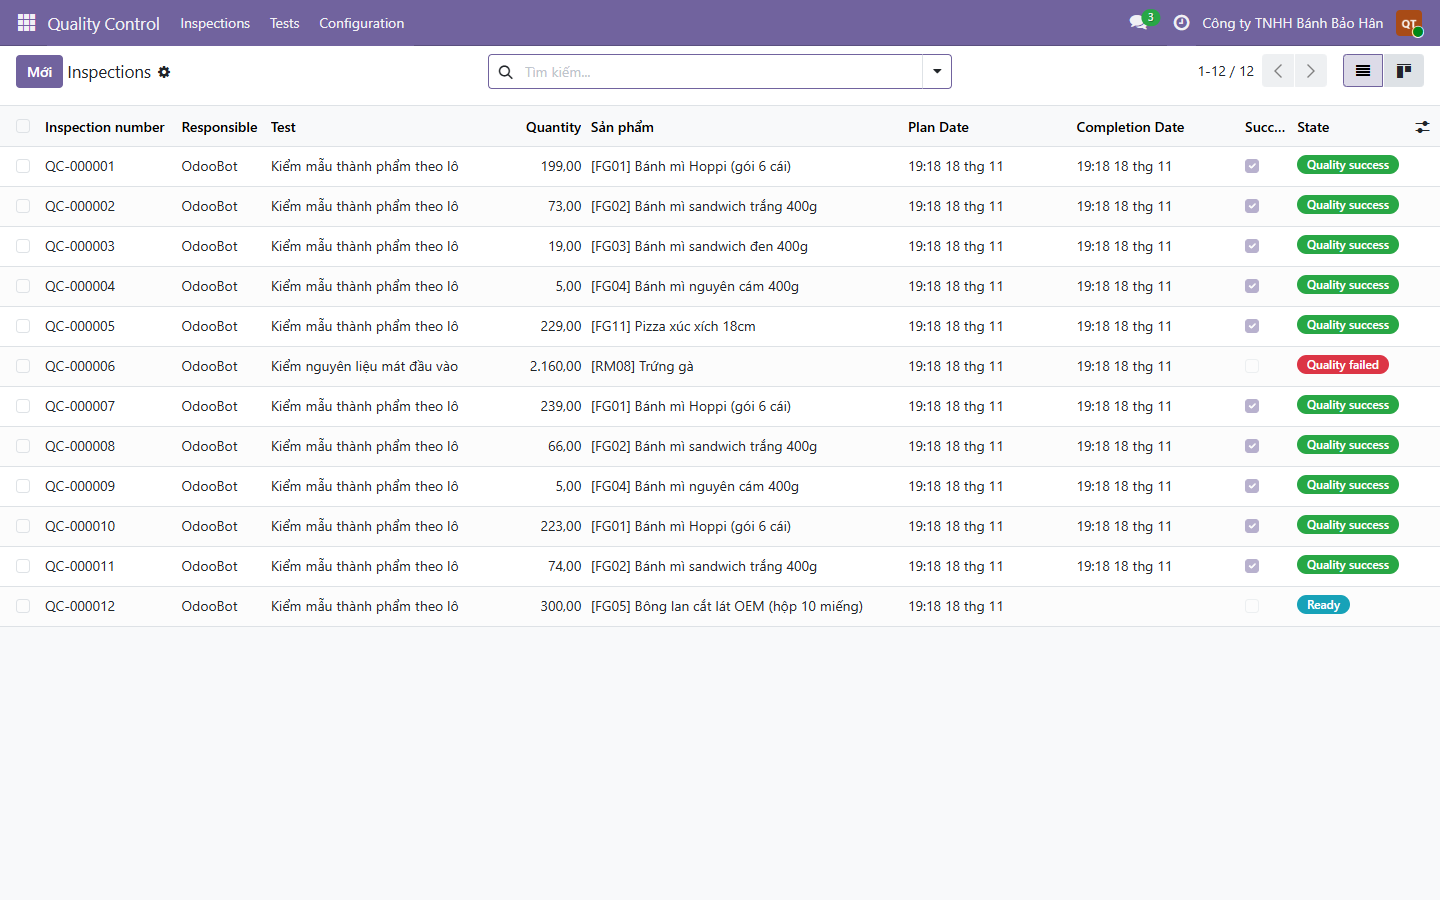 Quality Control Inspections Tests Configuration 3 Công ty TNHH Bánh Bảo Hân QT
Mới Inspections Tìm kiếm... 1-12 / 12
Inspection number Responsible Test Quantity Sản phẩm Plan Date Completion Date Succ... State
QC-000001 OdooBot Kiểm mẫu thành phẩm theo lô 199,00 [FG01] Bánh mì Hoppi (gói 6 cái) 19:18 18 thg 11 19:18 18 thg 11 Quality success
QC-000002 OdooBot Kiểm mẫu thành phẩm theo lô 73,00 [FG02] Bánh mì sandwich trắng 400g 19:18 18 thg 11 19:18 18 thg 11 Quality success
QC-000003 OdooBot Kiểm mẫu thành phẩm theo lô 19,00 [FG03] Bánh mì sandwich đen 400g 19:18 18 thg 11 19:18 18 thg 11 Quality success
QC-000004 OdooBot Kiểm mẫu thành phẩm theo lô 5,00 [FG04] Bánh mì nguyên cám 400g 19:18 18 thg 11 19:18 18 thg 11 Quality success
QC-000005 OdooBot Kiểm mẫu thành phẩm theo lô 229,00 [FG11] Pizza xúc xích 18cm 19:18 18 thg 11 19:18 18 thg 11 Quality success
QC-000006 OdooBot Kiểm nguyên liệu mát đầu vào 2.160,00 [RM08] Trứng gà 19:18 18 thg 11 19:18 18 thg 11 Quality failed
QC-000007 OdooBot Kiểm mẫu thành phẩm theo lô 239,00 [FG01] Bánh mì Hoppi (gói 6 cái) 19:18 18 thg 11 19:18 18 thg 11 Quality success
QC-000008 OdooBot Kiểm mẫu thành phẩm theo lô 66,00 [FG02] Bánh mì sandwich trắng 400g 19:18 18 thg 11 19:18 18 thg 11 Quality success
QC-000009 OdooBot Kiểm mẫu thành phẩm theo lô 5,00 [FG04] Bánh mì nguyên cám 400g 19:18 18 thg 11 19:18 18 thg 11 Quality success
QC-000010 OdooBot Kiểm mẫu thành phẩm theo lô 223,00 [FG01] Bánh mì Hoppi (gói 6 cái) 19:18 18 thg 11 19:18 18 thg 11 Quality success
QC-000011 OdooBot Kiểm mẫu thành phẩm theo lô 74,00 [FG02] Bánh mì sandwich trắng 400g 19:18 18 thg 11 19:18 18 thg 11 Quality success
QC-000012 OdooBot Kiểm mẫu thành phẩm theo lô 300,00 [FG05] Bông lan cắt lát OEM (hộp 10 miếng) 19:18 18 thg 11 Ready